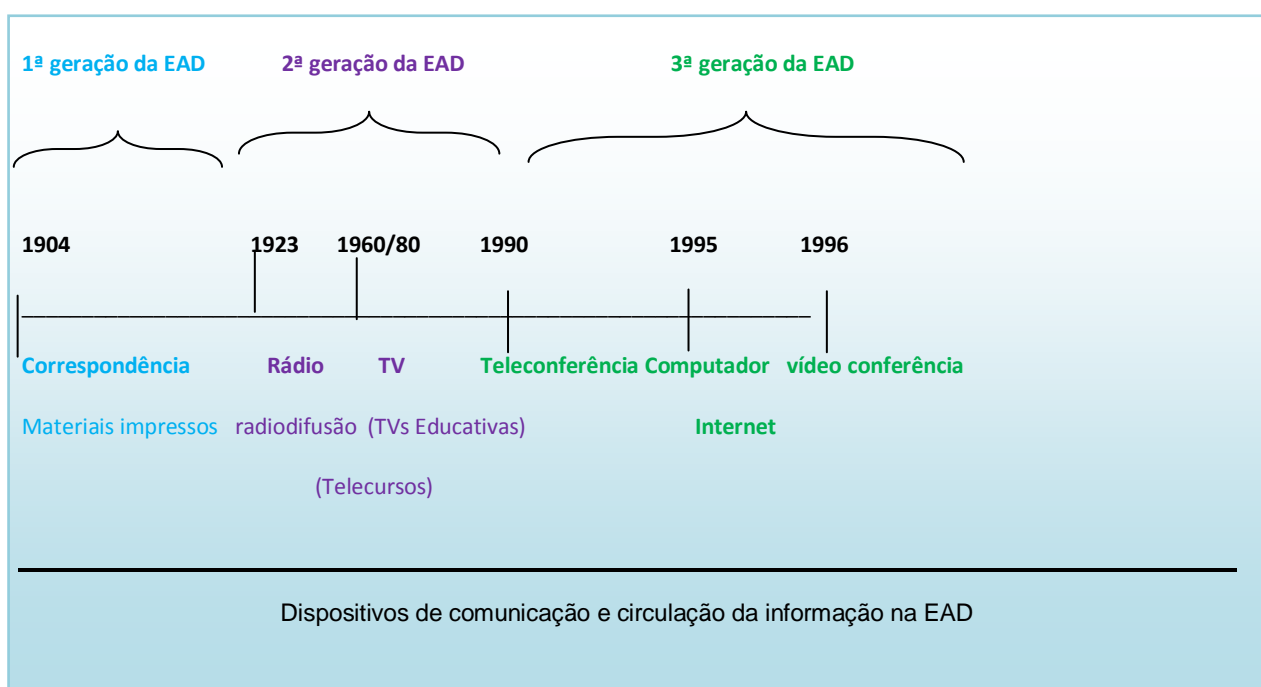 1ª geração da EAD 2ª geração da EAD 3ª geração da EAD
1904 1923 1960/80 1990 1995 1996
Correspondência Rádio TV Teleconferência Computador vídeo conferência
Materiais impressos radiodifusão (TVs Educativas) Internet
(Telecursos)
Dispositivos de comunicação e circulação da informação na EAD